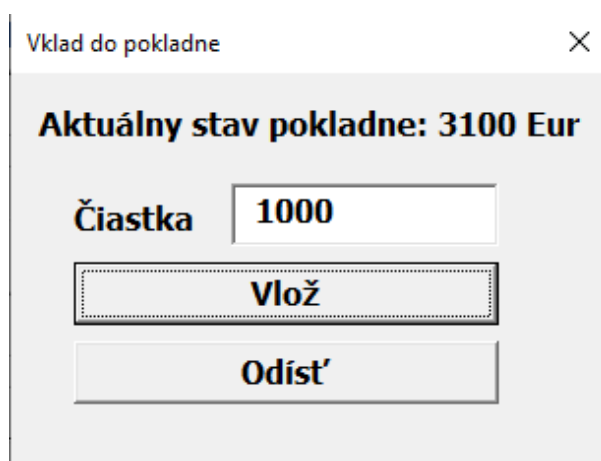 Vklad do pokladne
Aktuálny stav pokladne: 3100 Eur
Čiastka 1000
Vlož
Odísť